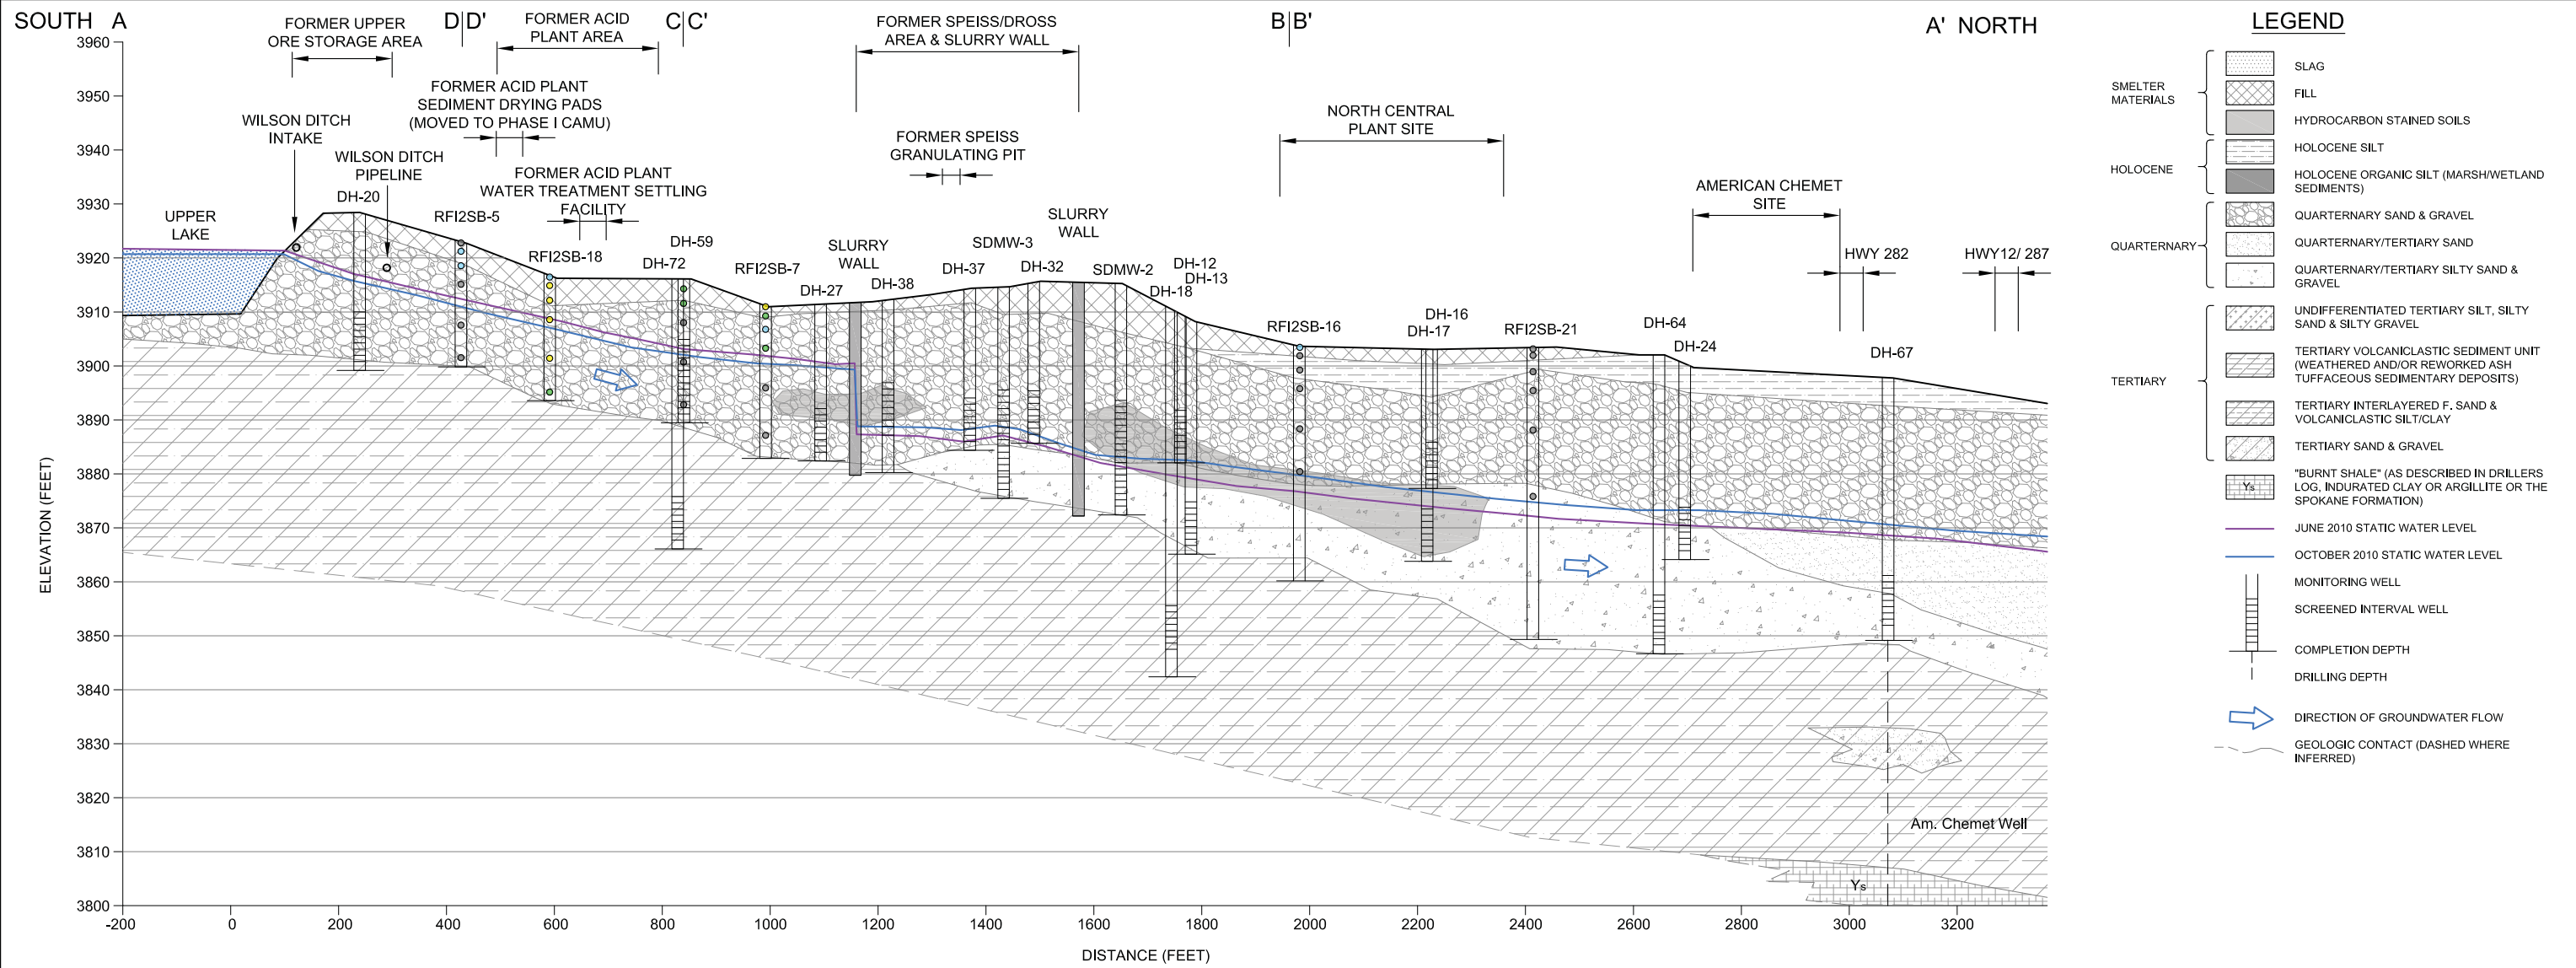 SOUTH A
FORMER UPPER
ORE STORAGE AREA
D|D'
FORMER ACID
PLANT AREA
C|C'
FORMER SPEISS/DROSS
AREA & SLURRY WALL
B|B'
A' NORTH
FORMER ACID PLANT
SEDIMENT DRYING PADS
(MOVED TO PHASE I CAMU)
WILSON DITCH
INTAKE
WILSON DITCH
PIPELINE
FORMER ACID PLANT
WATER TREATMENT SETTLING
FACILITY
FORMER SPEISS
GRANULATING PIT
NORTH CENTRAL
PLANT SITE
AMERICAN CHEMET
SITE
HWY 282
HWY12/ 287
UPPER
LAKE
DH-20
RFI2SB-5
RFI2SB-18
DH-59
DH-72
RFI2SB-7
SLURRY
WALL
DH-27
DH-38
DH-37
SDMW-3
DH-32
SLURRY
WALL
SDMW-2
DH-12
DH-13
DH-18
RFI2SB-16
DH-16
DH-17
RFI2SB-21
DH-64
DH-24
DH-67
Am. Chemet Well
Ys
ELEVATION (FEET)
3960
3950
3940
3930
3920
3910
3900
3890
3880
3870
3860
3850
3840
3830
3820
3810
3800
-200 0 200 400 600 800 1000 1200 1400 1600 1800 2000 2200 2400 2600 2800 3000 3200
DISTANCE (FEET)
LEGEND
SMELTER
MATERIALS
SLAG
FILL
HYDROCARBON STAINED SOILS
HOLOCENE
HOLOCENE SILT
HOLOCENE ORGANIC SILT (MARSH/WETLAND
SEDIMENTS)
QUARTERNARY
QUARTERNARY SAND & GRAVEL
QUARTERNARY/TERTIARY SAND
QUARTERNARY/TERTIARY SILTY SAND &
GRAVEL
TERTIARY
UNDIFFERENTIATED TERTIARY SILT, SILTY
SAND & SILTY GRAVEL
TERTIARY VOLCANICLASTIC SEDIMENT UNIT
(WEATHERED AND/OR REWORKED ASH
TUFFACEOUS SEDIMENTARY DEPOSITS)
TERTIARY INTERLAYERED F. SAND &
VOLCANICLASTIC SILT/CLAY
TERTIARY SAND & GRAVEL
Ys
"BURNT SHALE" (AS DESCRIBED IN DRILLERS
LOG, INDURATED CLAY OR ARGILLITE OR THE
SPOKANE FORMATION)
JUNE 2010 STATIC WATER LEVEL
OCTOBER 2010 STATIC WATER LEVEL
MONITORING WELL
SCREENED INTERVAL WELL
COMPLETION DEPTH
DRILLING DEPTH
DIRECTION OF GROUNDWATER FLOW
GEOLOGIC CONTACT (DASHED WHERE
INFERRED)